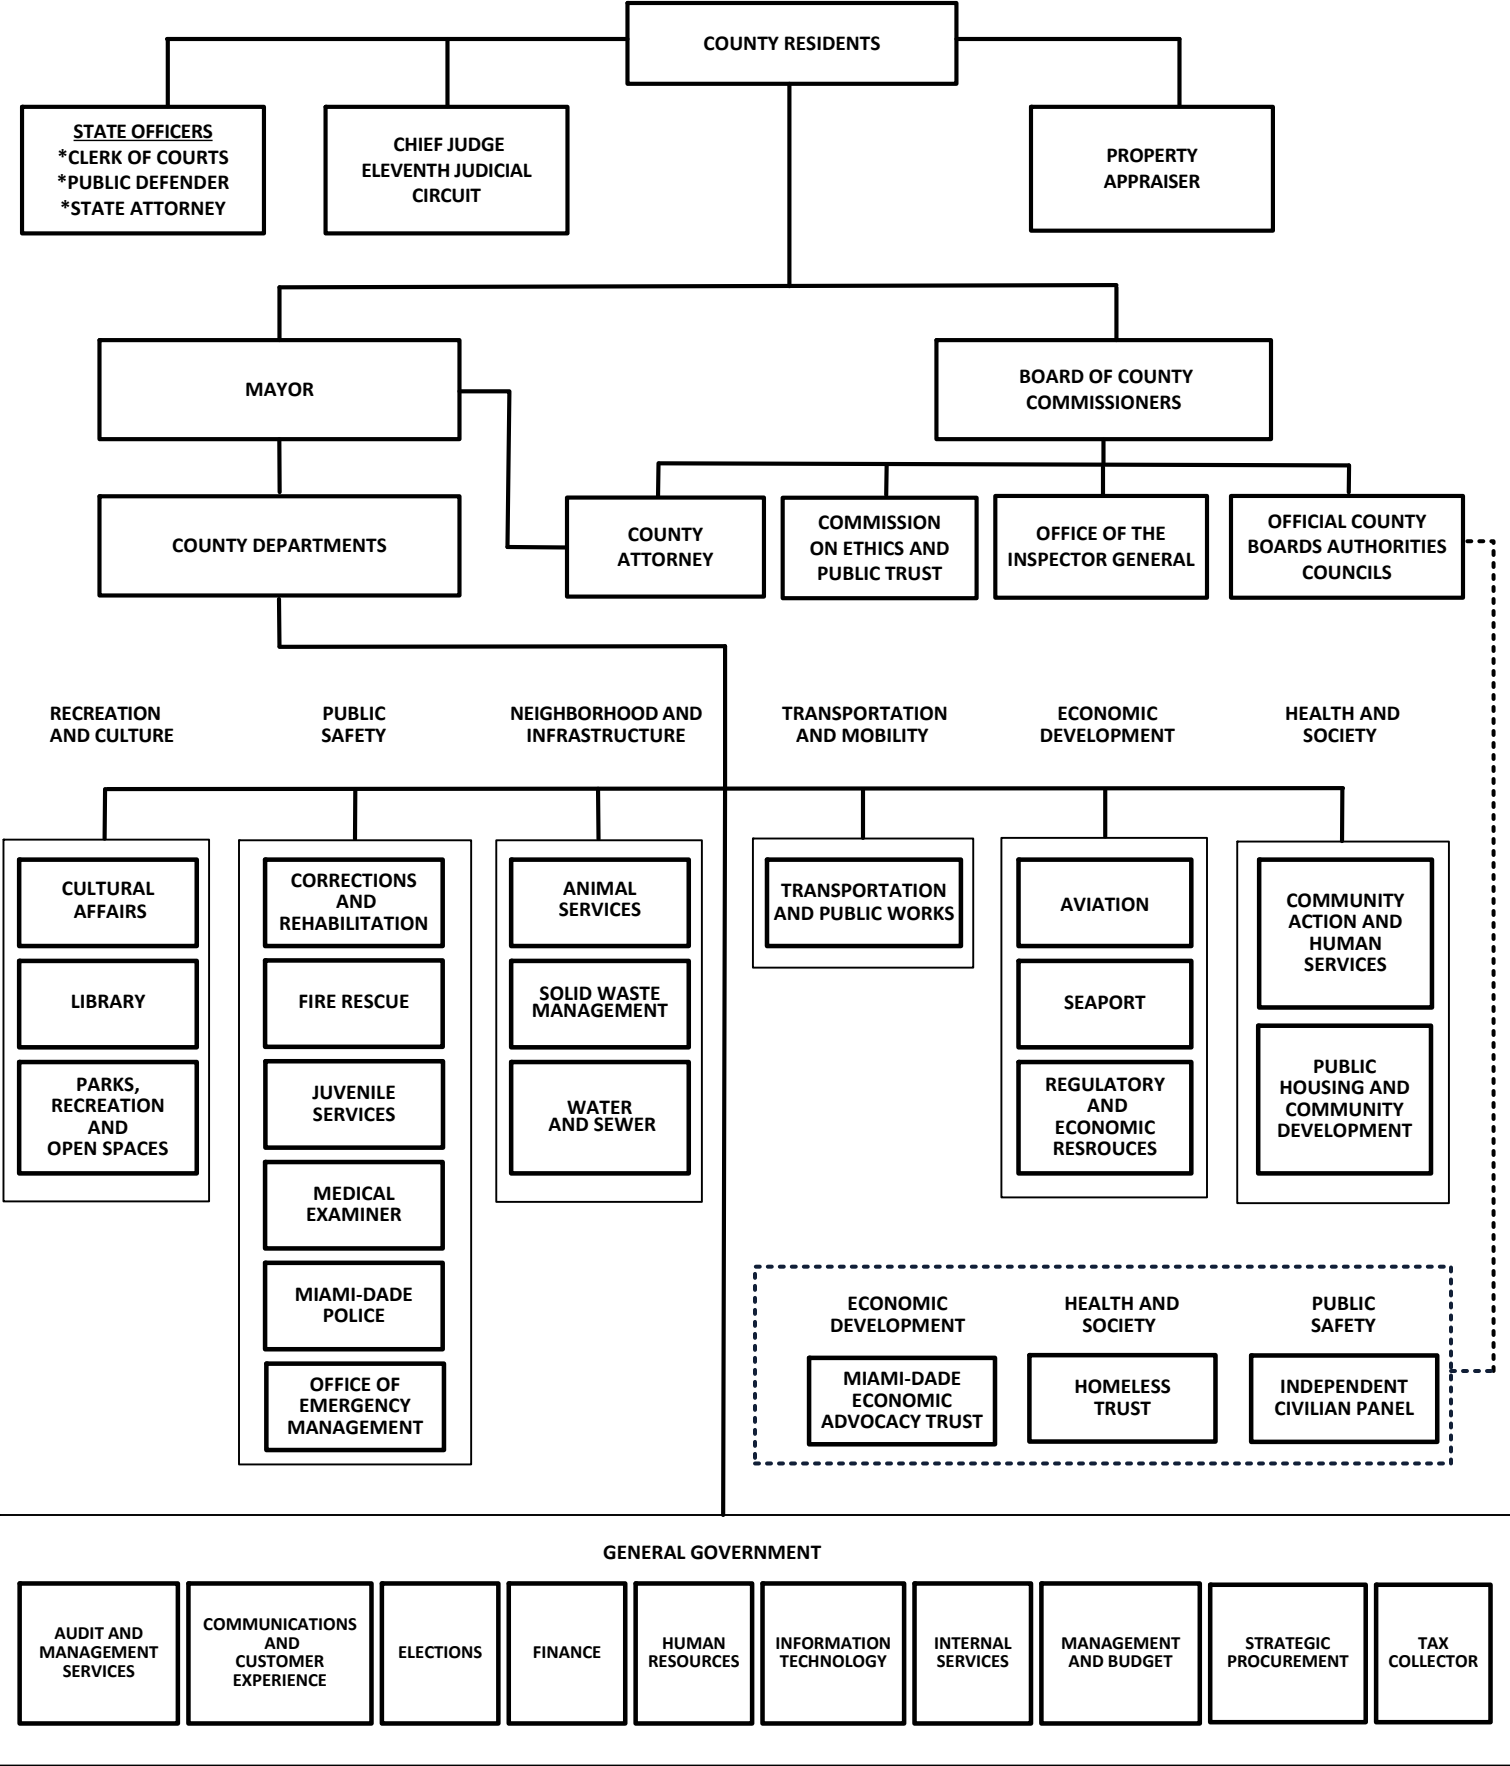 COUNTY RESIDENTS
STATE OFFICERS
*CLERK OF COURTS
*PUBLIC DEFENDER
*STATE ATTORNEY
CHIEF JUDGE
ELEVENTH JUDICIAL
CIRCUIT
PROPERTY
APPRAISER
MAYOR
BOARD OF COUNTY
COMMISSIONERS
COUNTY DEPARTMENTS
COUNTY
ATTORNEY
COMMISSION
ON ETHICS AND
PUBLIC TRUST
OFFICE OF THE
INSPECTOR GENERAL
OFFICIAL COUNTY
BOARDS AUTHORITIES
COUNCILS
RECREATION
AND CULTURE
PUBLIC
SAFETY
NEIGHBORHOOD AND
INFRASTRUCTURE
TRANSPORTATION
AND MOBILITY
ECONOMIC
DEVELOPMENT
HEALTH AND
SOCIETY
CULTURAL
AFFAIRS
LIBRARY
PARKS,
RECREATION
AND
OPEN SPACES
CORRECTIONS
AND
REHABILITATION
FIRE RESCUE
JUVENILE
SERVICES
MEDICAL
EXAMINER
MIAMI-DADE
POLICE
OFFICE OF
EMERGENCY
MANAGEMENT
ANIMAL
SERVICES
SOLID WASTE
MANAGEMENT
WATER
AND SEWER
TRANSPORTATION
AND PUBLIC WORKS
AVIATION
SEAPORT
REGULATORY
AND
ECONOMIC
RESROUCES
COMMUNITY
ACTION AND
HUMAN
SERVICES
PUBLIC
HOUSING AND
COMMUNITY
DEVELOPMENT
ECONOMIC
DEVELOPMENT
MIAMI-DADE
ECONOMIC
ADVOCACY TRUST
HEALTH AND
SOCIETY
HOMELESS
TRUST
PUBLIC
SAFETY
INDEPENDENT
CIVILIAN PANEL
GENERAL GOVERNMENT
AUDIT AND
MANAGEMENT
SERVICES
COMMUNICATIONS
AND
CUSTOMER
EXPERIENCE
ELECTIONS
FINANCE
HUMAN
RESOURCES
INFORMATION
TECHNOLOGY
INTERNAL
SERVICES
MANAGEMENT
AND BUDGET
STRATEGIC
PROCUREMENT
TAX
COLLECTOR